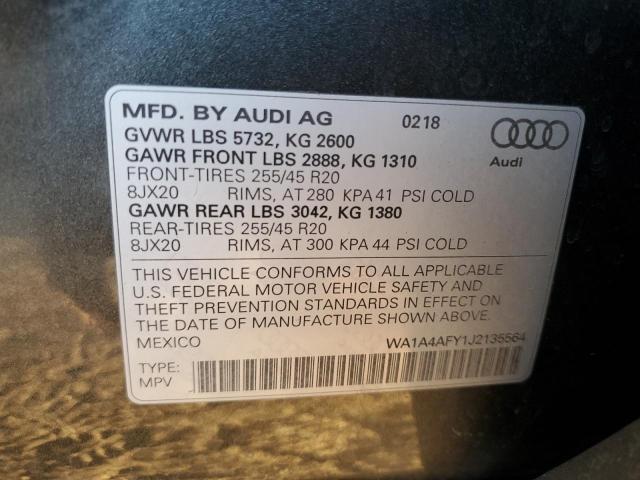 MFD. BY AUDI AG 0218
GVWR LBS 5732, KG 2600
GAWR FRONT LBS 2888, KG 1310
Audi
FRONT-TIRES 255/45 R20
8JX20 RIMS, AT 280 KPA 41 PSI COLD
GAWR REAR LBS 3042, KG 1380
REAR-TIRES 255/45 R20
8JX20 RIMS, AT 300 KPA 44 PSI COLD
THIS VEHICLE CONFORMS TO ALL APPLICABLE
U.S. FEDERAL MOTOR VEHICLE SAFETY AND
THEFT PREVENTION STANDARDS IN EFFECT ON
THE DATE OF MANUFACTURE SHOWN ABOVE.
MEXICO WA1A4AFY1J2135564
TYPE:
MPV